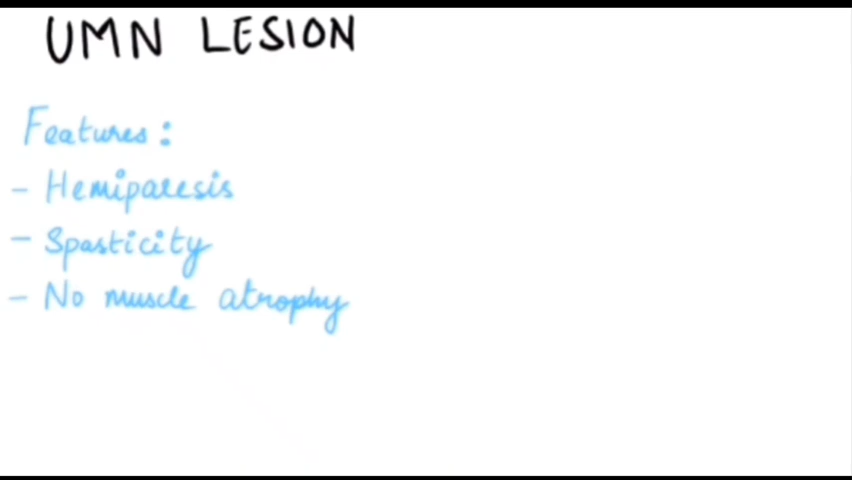 UMN LESION
Features:
- Hemiparesis
- Spasticity
- No muscle atrophy